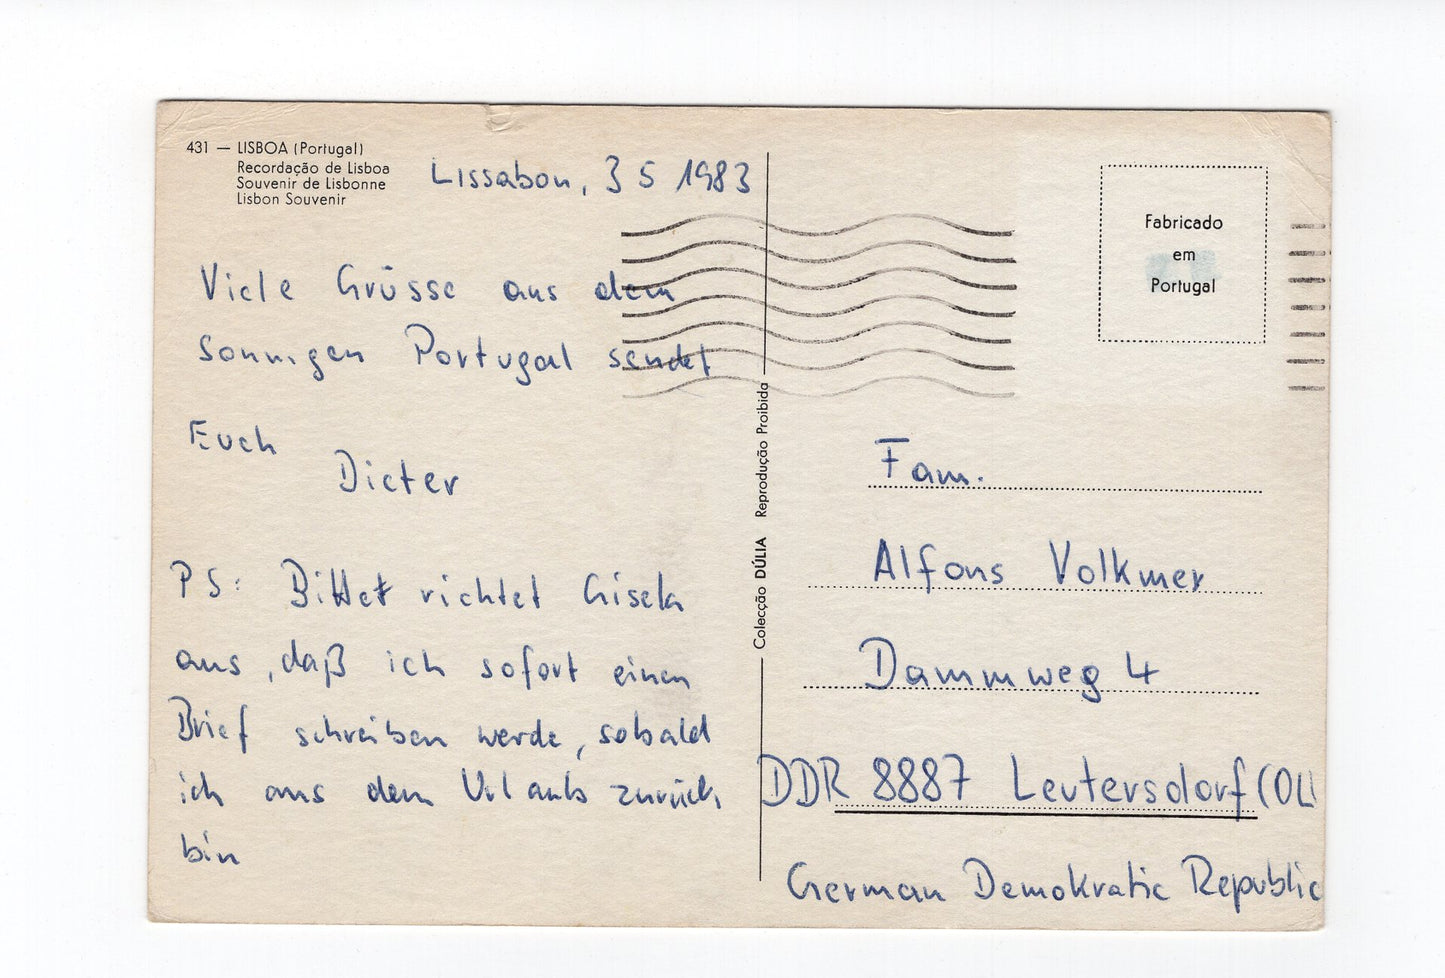 431 — LISBOA (Portugal)
Recordação de Lisboa
Souvenir de Lisbonne
Lisbon Souvenir
Lissabon, 3 5 1983
Viele Grüsse aus dem
sonnigen Portugal sendet
Euch
Dieter
PS: Bittet richtet Gisela
aus, daß ich sofort einen
Brief schreiben werde, sobald
ich aus dem Urlaub zurück
bin
Colecção DÚLIA Reprodução Proibida
Fabricado
em
Portugal
Fam.
Alfons Volkmer
Dammweg 4
DDR 8887 Leutersdorf (OL)
German Demokratic Republic